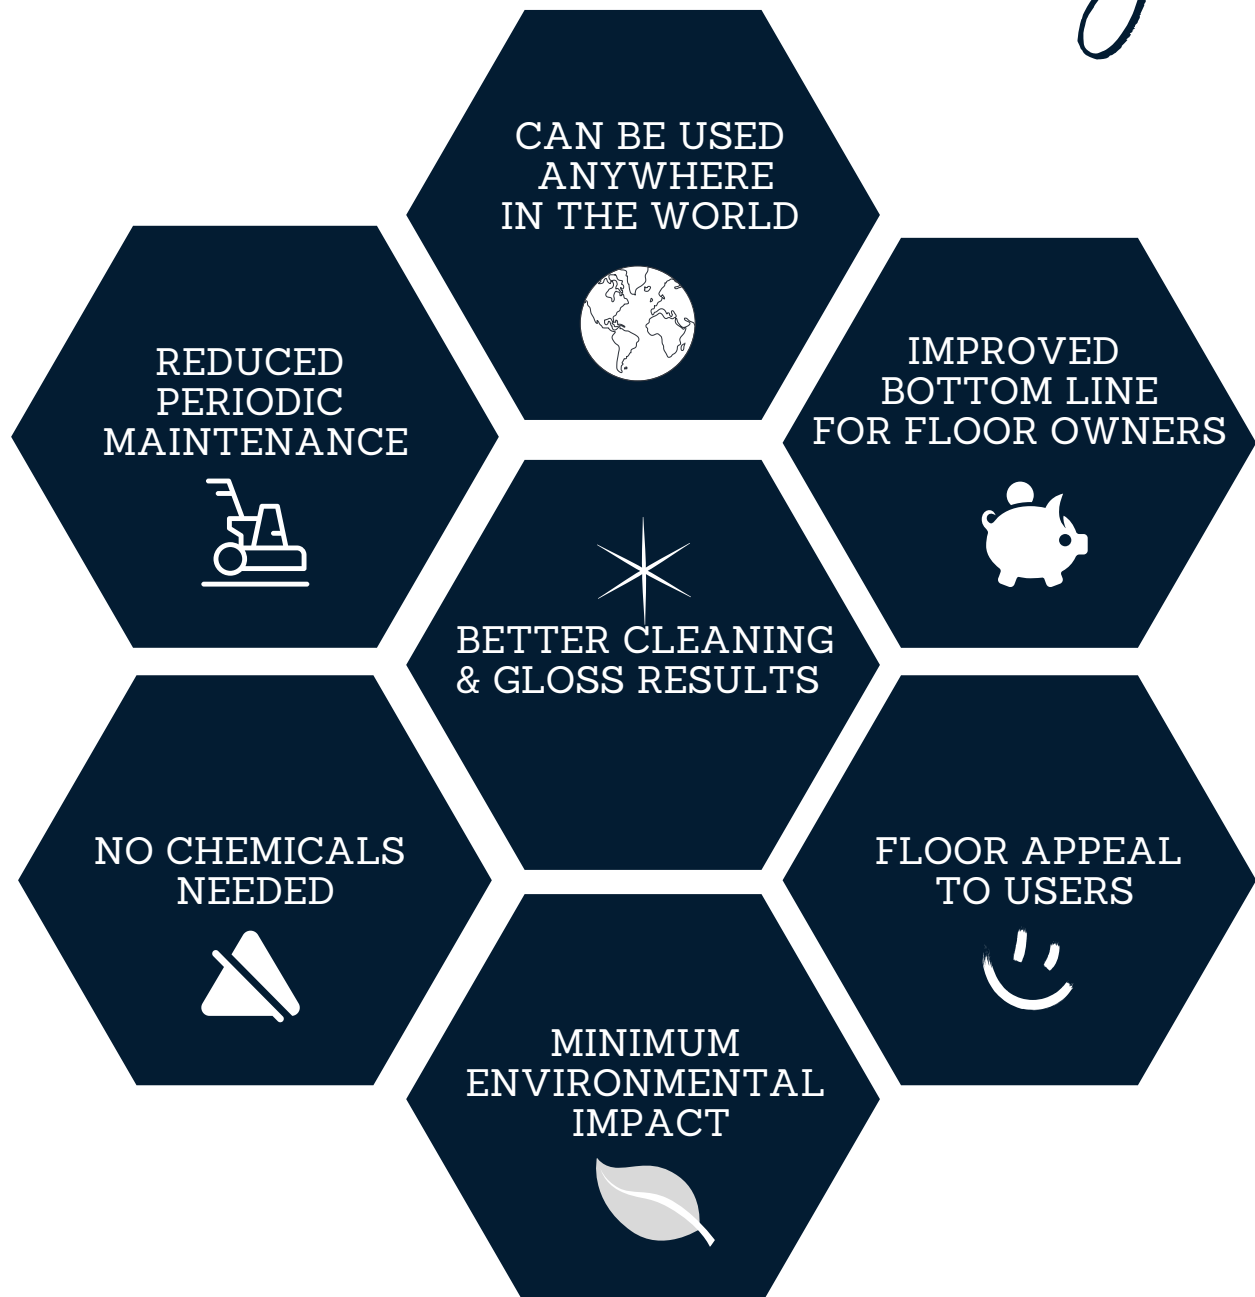 CAN BE USED
ANYWHERE
IN THE WORLD
REDUCED
PERIODIC
MAINTENANCE
IMPROVED
BOTTOM LINE
FOR FLOOR OWNERS
BETTER CLEANING
& GLOSS RESULTS
NO CHEMICALS
NEEDED
FLOOR APPEAL
TO USERS
MINIMUM
ENVIRONMENTAL
IMPACT